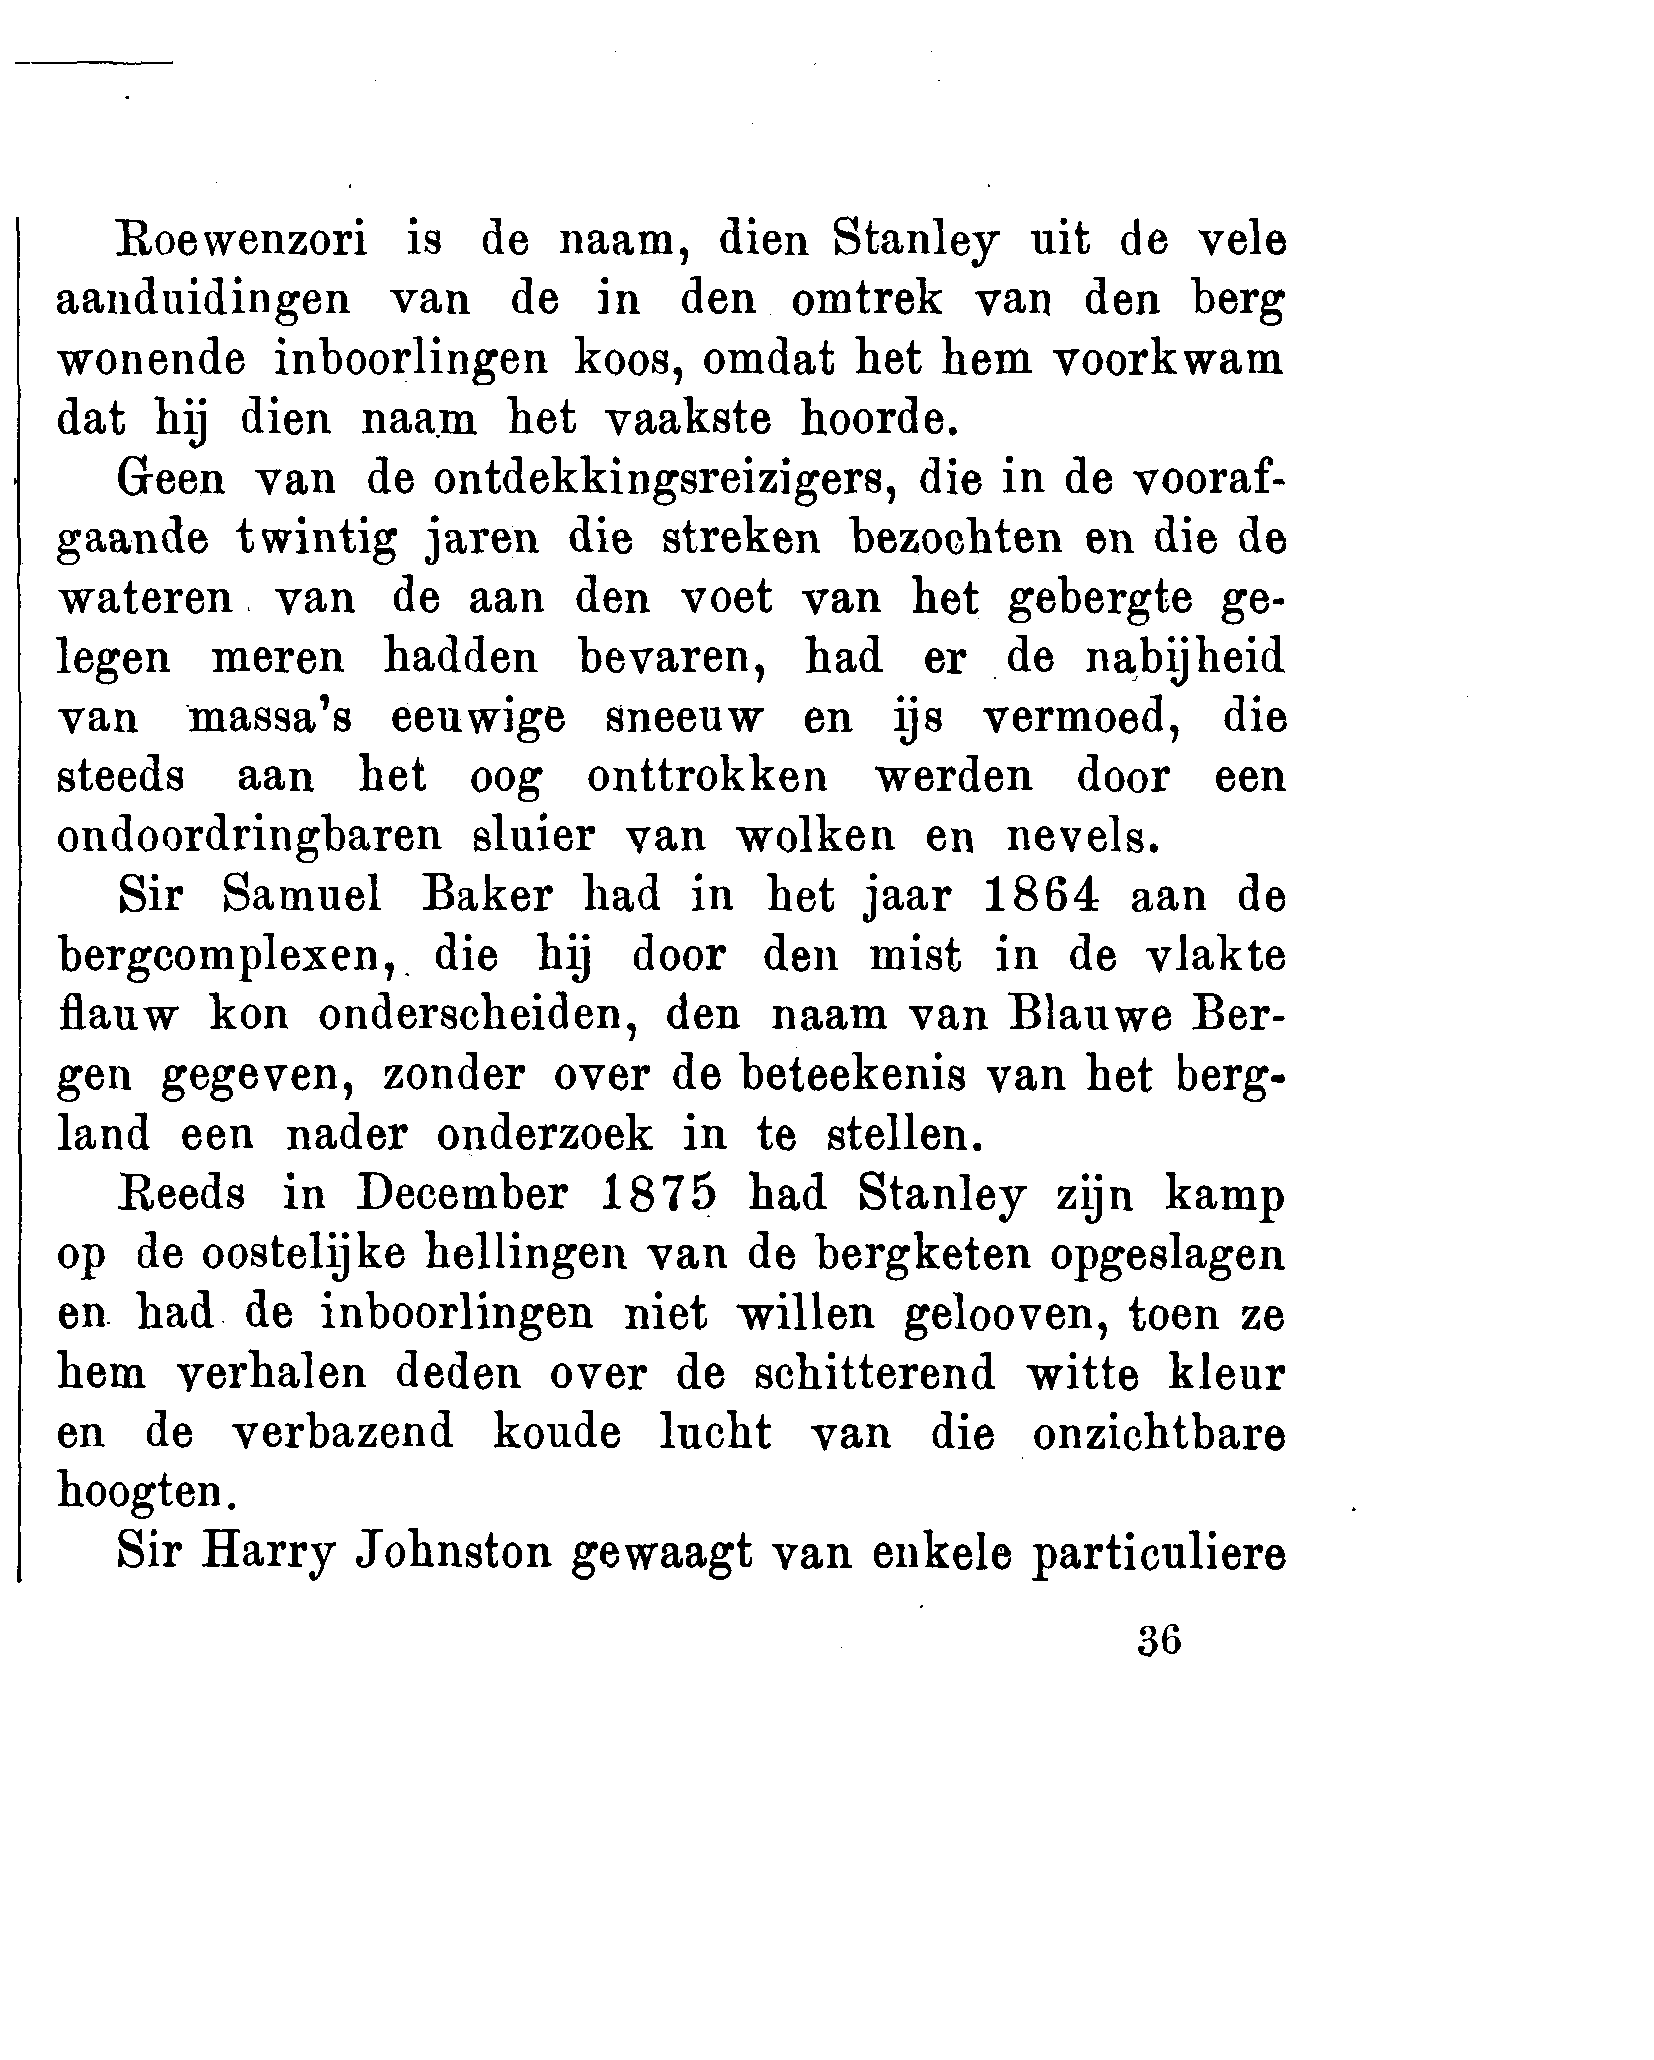 Roewenzori is de naam, dien Stanley uit de vele
aanduidingen van de in den omtrek van den berg
wonende inboorlingen koos, omdat het hem voorkwam
dat hij dien naam het vaakste hoorde.
Geen van de ontdekkingsreizigers, die in de vooraf-
gaande twintig jaren die streken bezochten en die de
wateren van de aan den voet van het gebergte ge-
legen meren hadden bevaren, had er de nabijheid
van massa's eeuwige sneeuw en ijs vermoed, die
steeds aan het oog onttrokken werden door een
ondoordringbaren sluier van wolken en nevels.
Sir Samuel Baker had in het jaar 1864 aan de
bergcomplexen, die hij door den mist in de vlakte
flauw kon onderscheiden, den naam van Blauwe Ber-
gen gegeven, zonder over de beteekenis van het berg-
land een nader onderzoek in te stellen.
Reeds in December 1875 had Stanley zijn kamp
op de oostelijke hellingen van de bergketen opgeslagen
en had de inboorlingen niet willen gelooven, toen ze
hem verhalen deden over de schitterend witte kleur
en de verbazend koude lucht van die onzichtbare
hoogten.
Sir Harry Johnston gewaagt van enkele particuliere
36